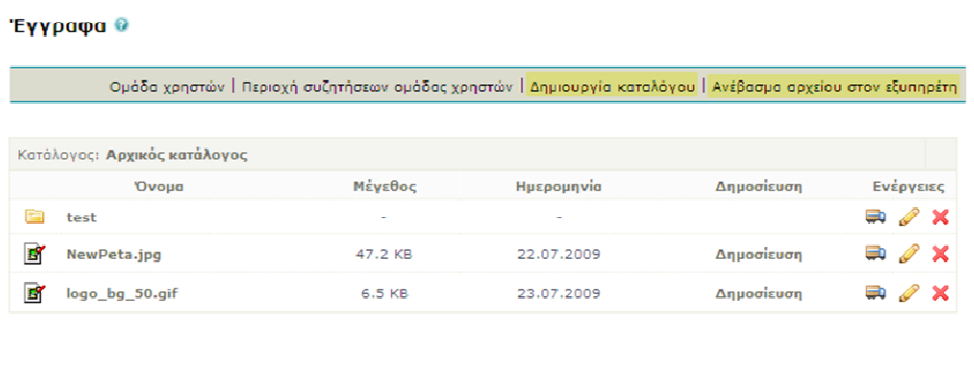 Έγγραφα
Ομάδα χρηστών | Περιοχή συζητήσεων ομάδας χρηστών | Δημιουργία καταλόγου | Ανέβασμα αρχείου στον εξυπηρέτη
Κατάλογος: Αρχικός κατάλογος
Όνομα Μέγεθος Ημερομηνία Δημοσίευση Ενέργειες
test - -
NewPeta.jpg 47.2 KB 22.07.2009 Δημοσίευση
logo_bg_50.gif 6.5 KB 23.07.2009 Δημοσίευση